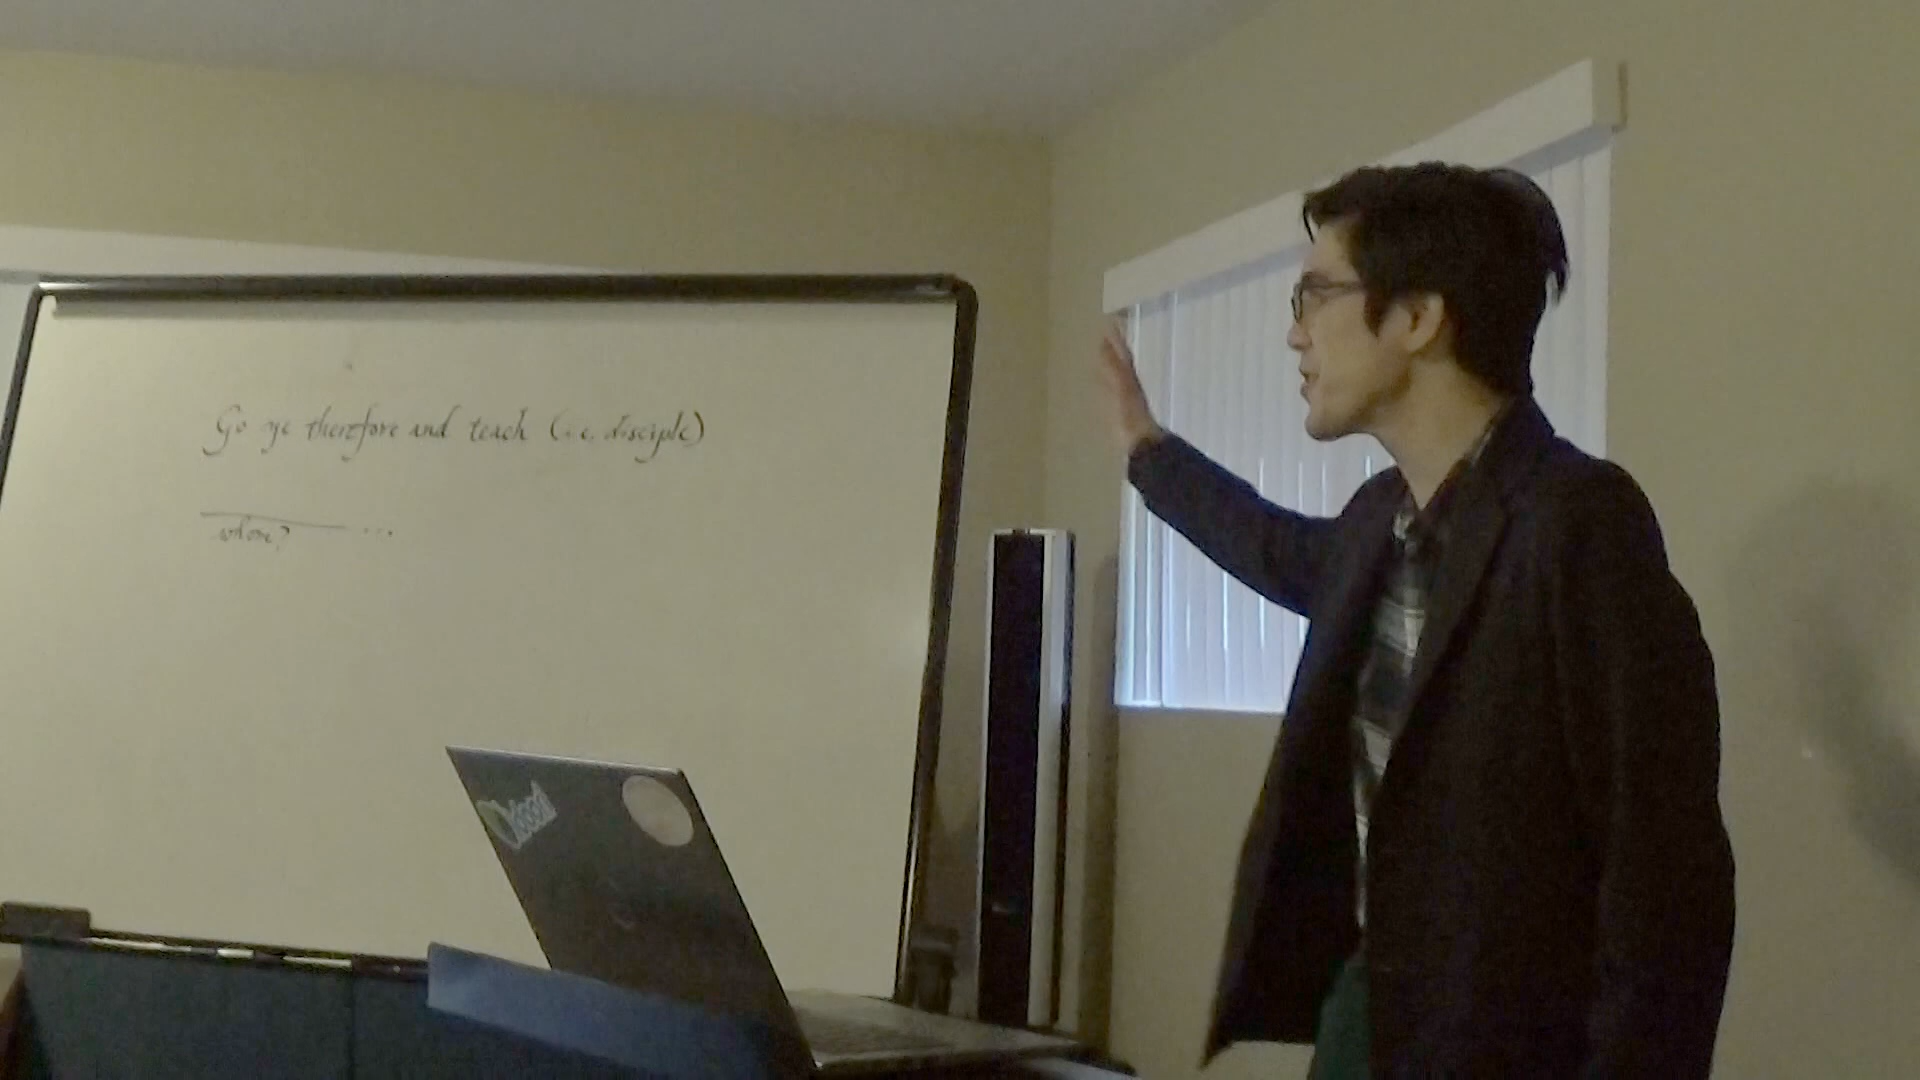 Go ye therefore and teach (i.e. disciple)
whom? ...